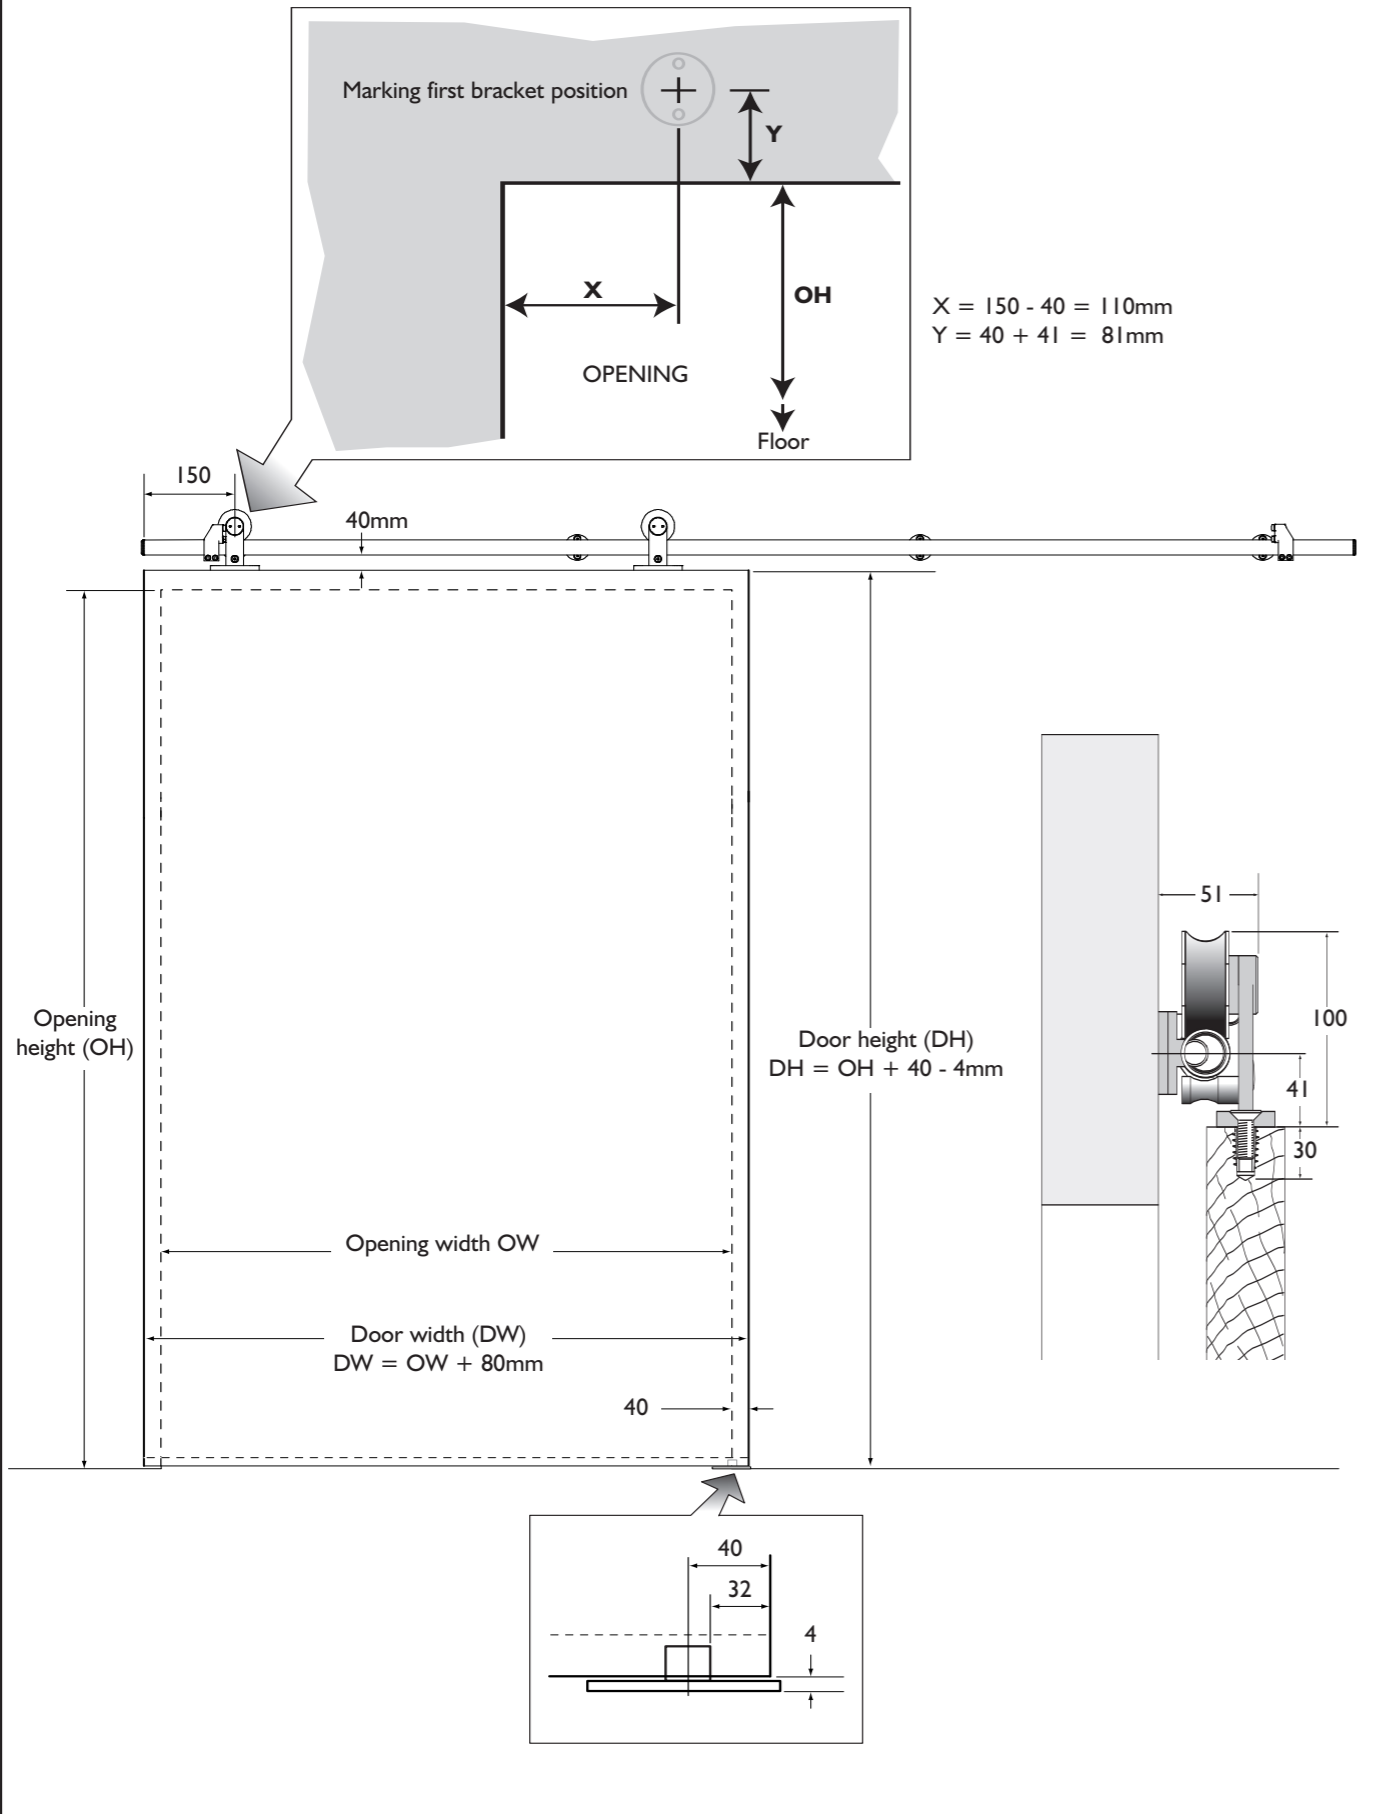 Marking first bracket position
Y
X
OH
X = 150 - 40 = 110mm
Y = 40 + 41 = 81mm
OPENING
Floor
150
40mm
51
100
41
30
Opening
height (OH)
Door height (DH)
DH = OH + 40 - 4mm
Opening width OW
Door width (DW)
DW = OW + 80mm
40
40
32
4